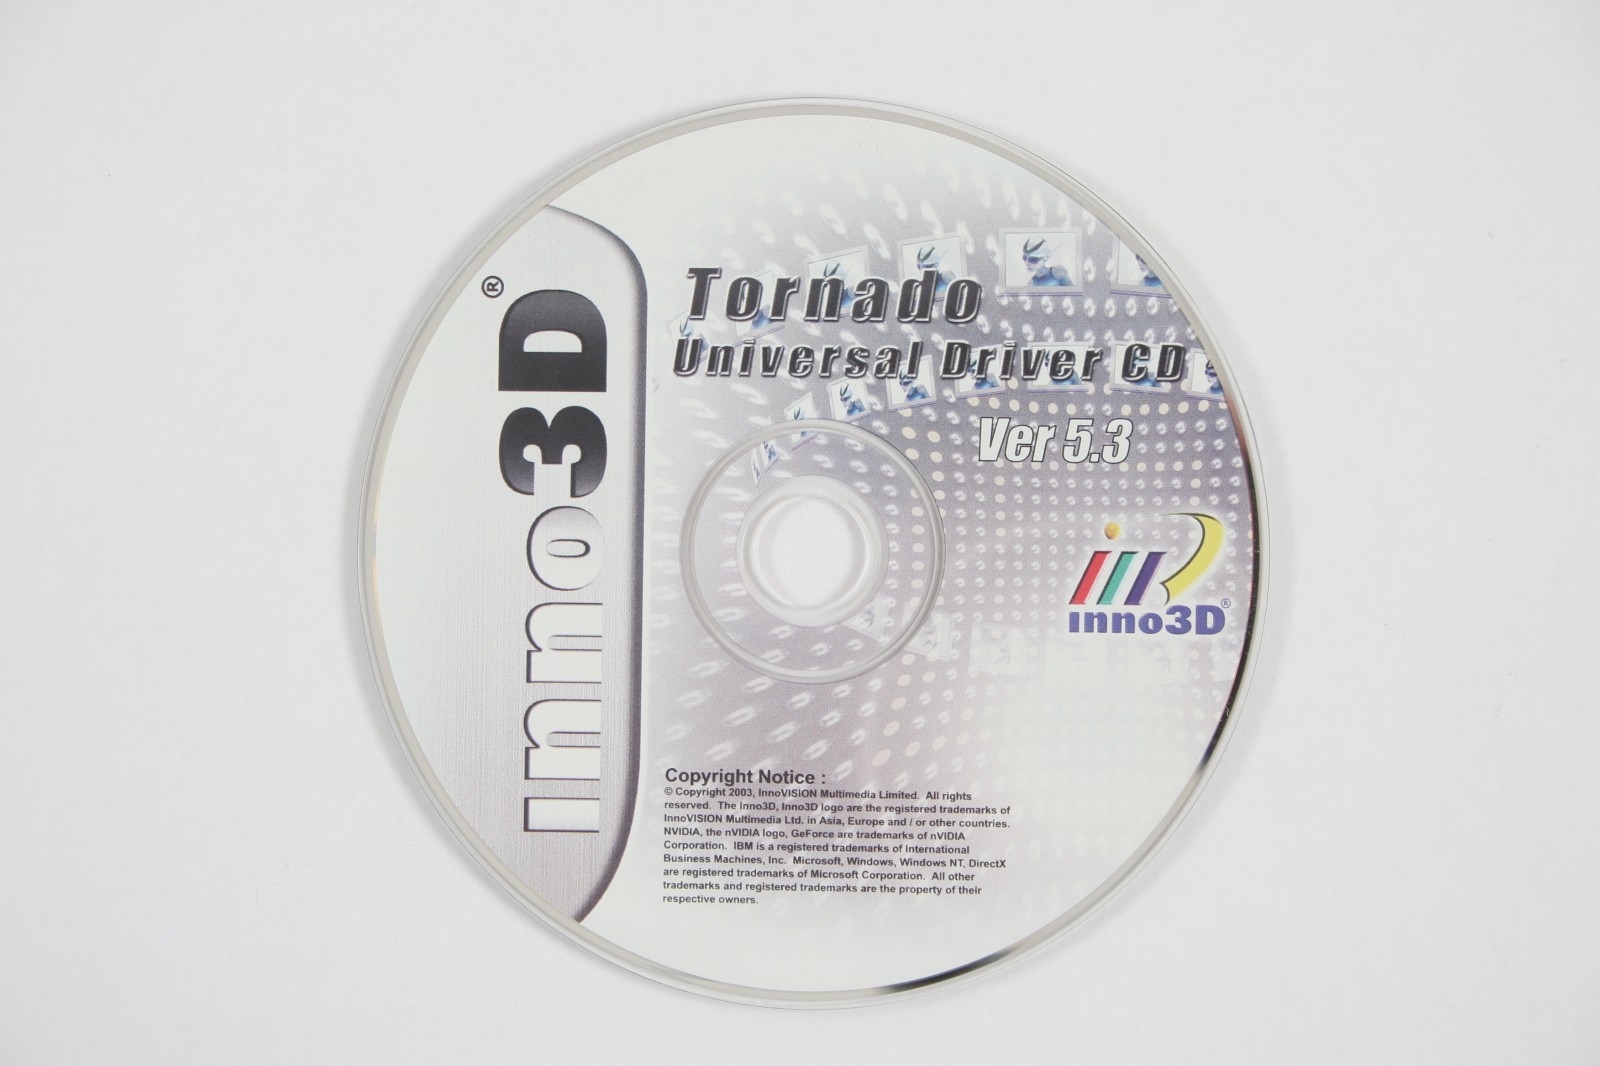 inno3D®
Tornado
Universal Driver CD
Ver 5.3
inno3D®
Copyright Notice :
© Copyright 2003, InnoVISION Multimedia Limited. All rights
reserved. The Inno3D, Inno3D logo are the registered trademarks of
InnoVISION Multimedia Ltd. in Asia, Europe and / or other countries.
NVIDIA, the nVIDIA logo, GeForce are trademarks of nVIDIA
Corporation. IBM is a registered trademarks of International
Business Machines, Inc. Microsoft, Windows, Windows NT, DirectX
are registered trademarks of Microsoft Corporation. All other
trademarks and registered trademarks are the property of their
respective owners.